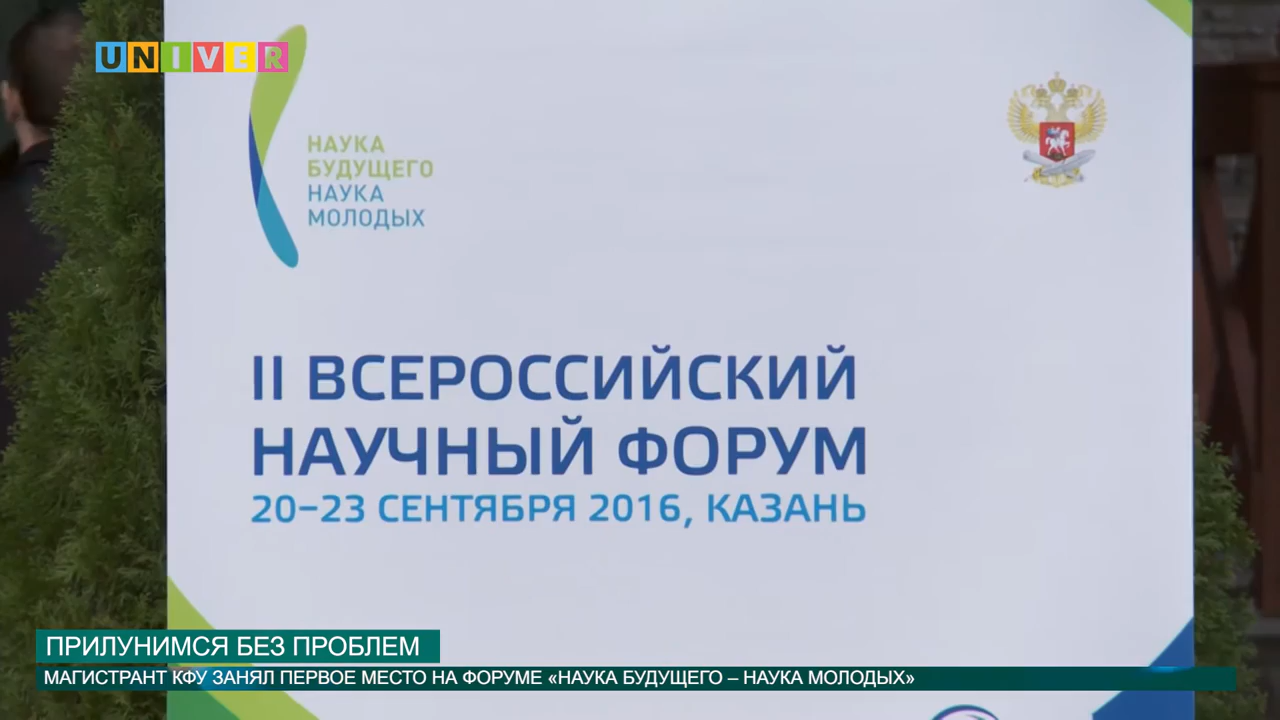 UNIVER
НАУКА
БУДУЩЕГО
НАУКА
МОЛОДЫХ
II ВСЕРОССИЙСКИЙ
НАУЧНЫЙ ФОРУМ
20–23 СЕНТЯБРЯ 2016, КАЗАНЬ
ПРИЛУНИМСЯ БЕЗ ПРОБЛЕМ
МАГИСТРАНТ КФУ ЗАНЯЛ ПЕРВОЕ МЕСТО НА ФОРУМЕ «НАУКА БУДУЩЕГО – НАУКА МОЛОДЫХ»